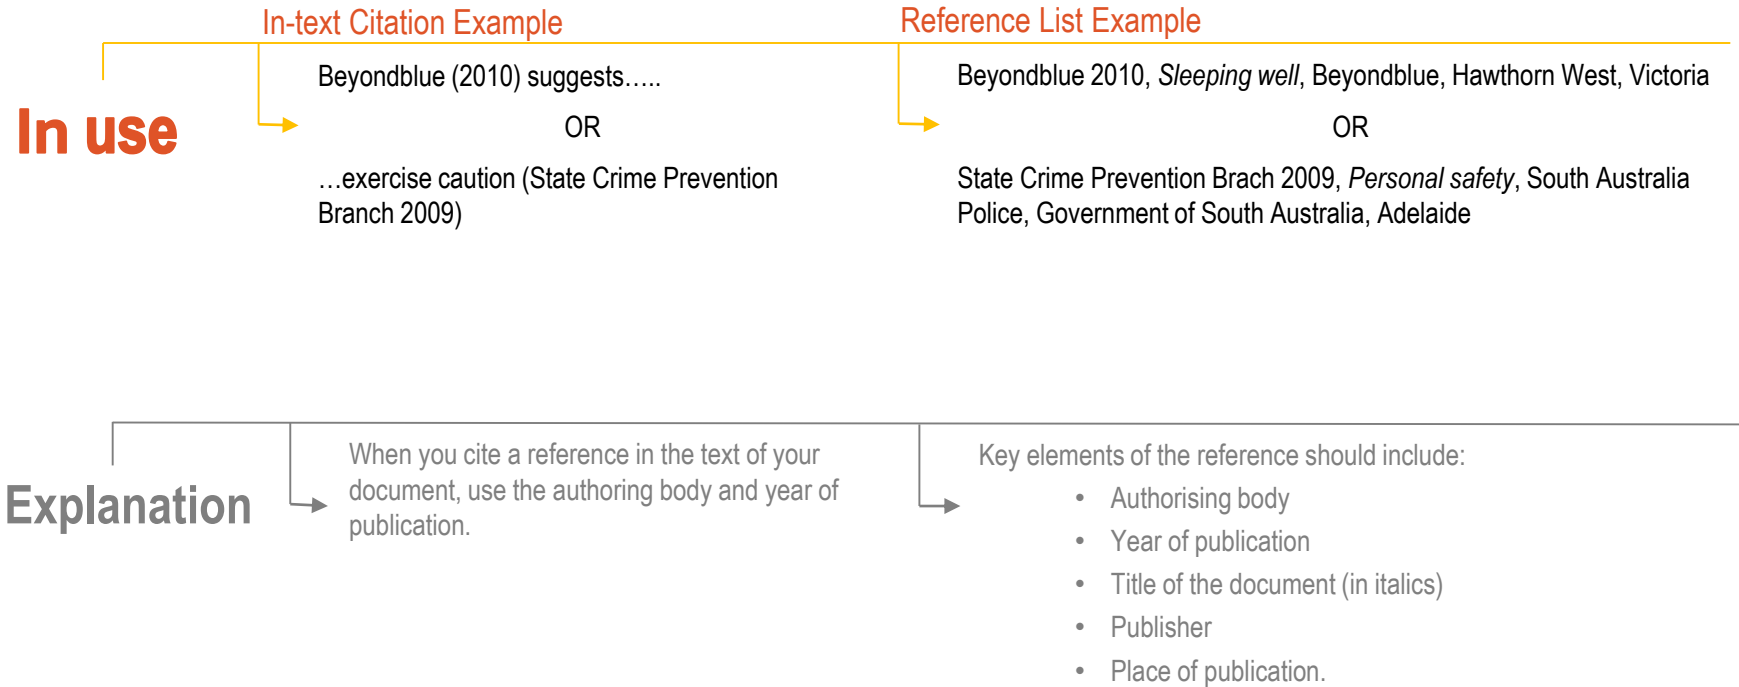 In-text Citation Example
Reference List Example
In use
Beyondblue (2010) suggests…..
OR
…exercise caution (State Crime Prevention
Branch 2009)
Beyondblue 2010, Sleeping well, Beyondblue, Hawthorn West, Victoria
OR
State Crime Prevention Brach 2009, Personal safety, South Australia
Police, Government of South Australia, Adelaide
Explanation
When you cite a reference in the text of your
document, use the authoring body and year of
publication.
Key elements of the reference should include:
• Authorising body
• Year of publication
• Title of the document (in italics)
• Publisher
• Place of publication.